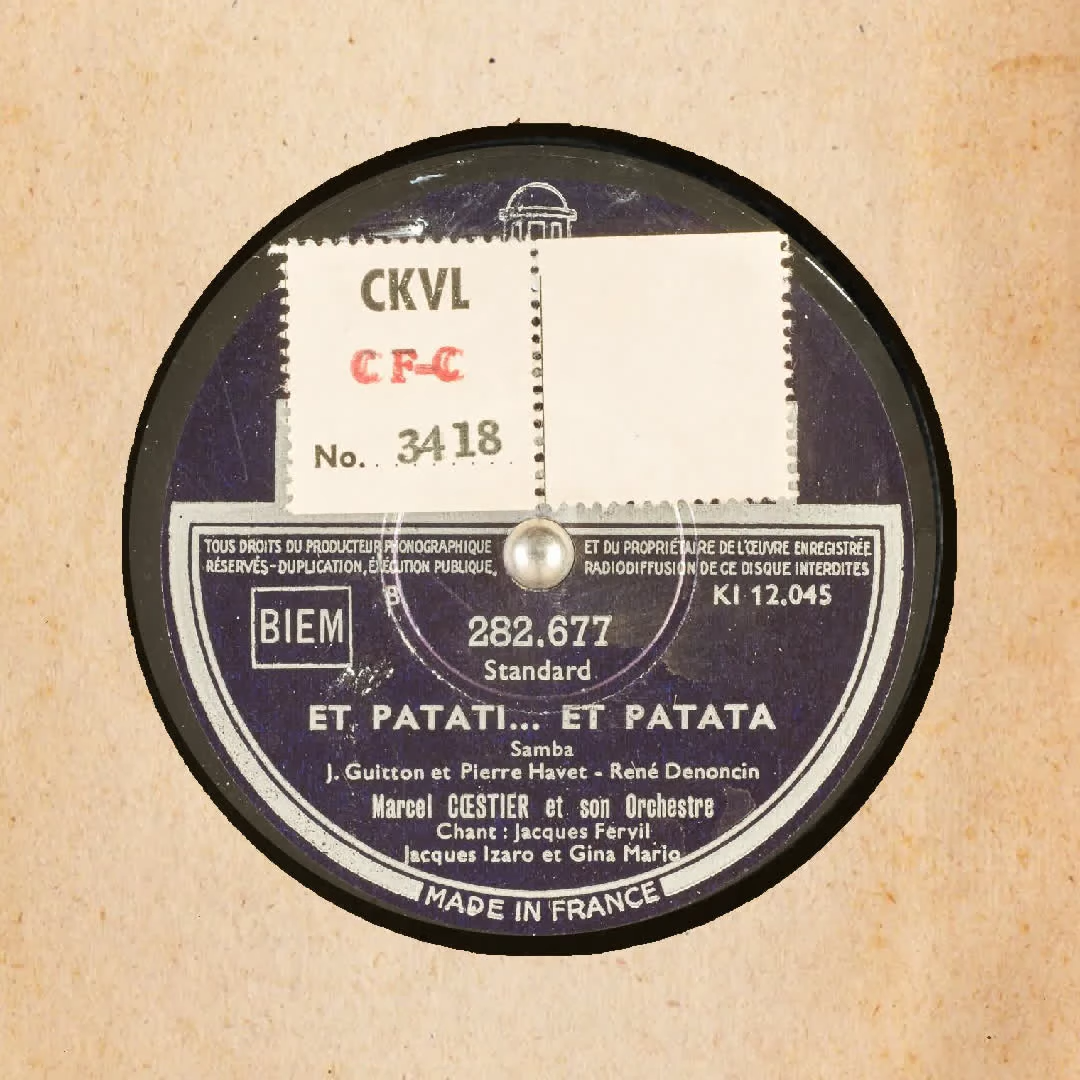 CKVL
C F-C
No. 3418
TOUS DROITS DU PRODUCTEUR PHONOGRAPHIQUE ET DU PROPRIÉTAIRE DE L'ŒUVRE ENREGISTRÉE
RÉSERVÉS-DUPLICATION, EXÉCUTION PUBLIQUE, RADIODIFFUSION DE CE DISQUE INTERDITES
BIEM
B
KI 12.045
282.677
Standard
ET PATATI... ET PATATA
Samba
J. Guitton et Pierre Havet - René Denoncin
Marcel CŒSTIER et son Orchestre
Chant : Jacques Féryil
Jacques Izaro et Gina Mario
MADE IN FRANCE